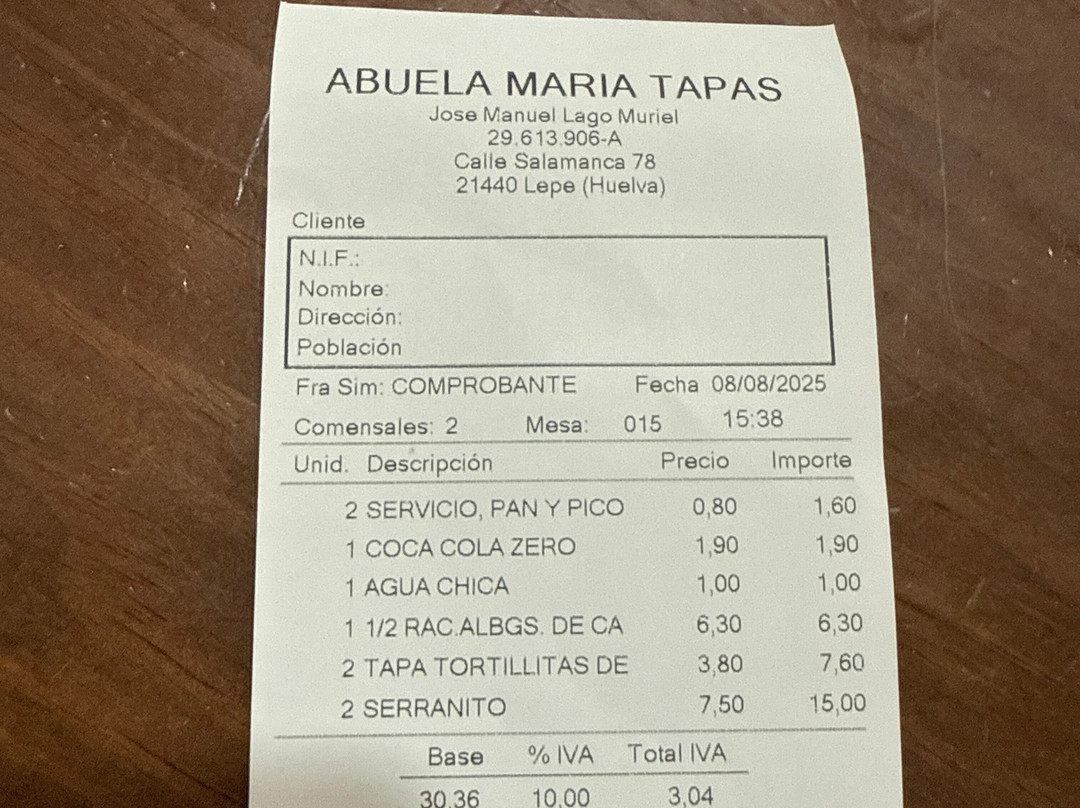 ABUELA MARIA TAPAS
Jose Manuel Lago Muriel
29.613.906-A
Calle Salamanca 78
21440 Lepe (Huelva)
Cliente
N.I.F.:
Nombre:
Dirección:
Población
Fra Sim: COMPROBANTE Fecha 08/08/2025
Comensales: 2 Mesa: 015 15:38
Unid. Descripción Precio Importe
2 SERVICIO, PAN Y PICO 0,80 1,60
1 COCA COLA ZERO 1,90 1,90
1 AGUA CHICA 1,00 1,00
1 1/2 RAC.ALBGS. DE CA 6,30 6,30
2 TAPA TORTILLITAS DE 3,80 7,60
2 SERRANITO 7,50 15,00
Base % IVA Total IVA
30,36 10,00 3,04